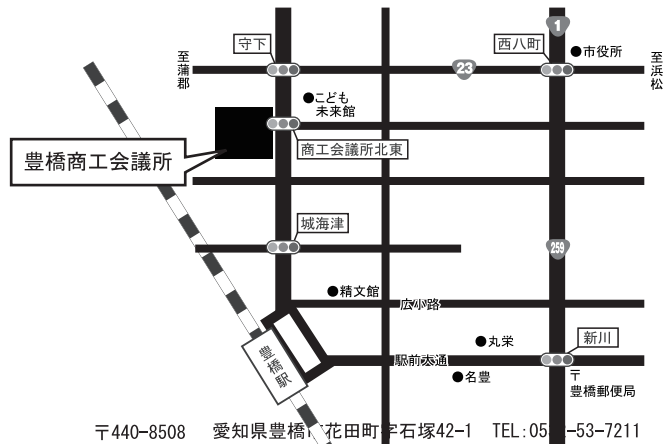 1
守下
西八町
●市役所
至蒲郡
23
至浜松
●こども
未来館
豊橋商工会議所
商工会議所北東
城海津
259
●精文館
広小路
●丸栄
新川
豊橋駅
駅前大通
●名豊
〒
豊橋郵便局
〒440-8508 愛知県豊橋 花田町字石塚42-1 TEL:05 -53-7211